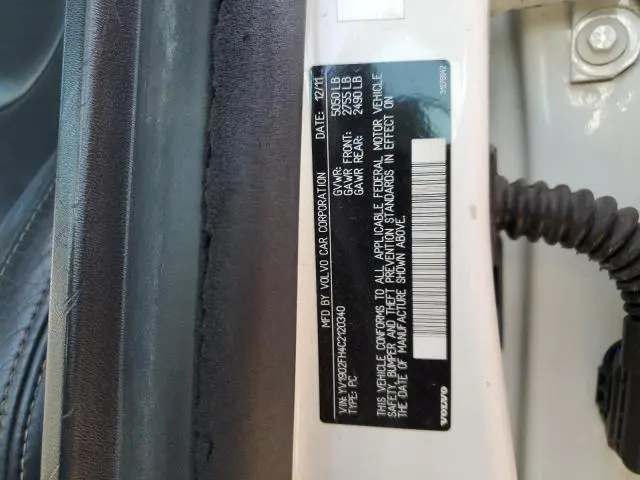 MFD BY VOLVO CAR CORPORATION DATE: 12/11
GVWR: 5050 LB
GAWR FRONT: 2755 LB
GAWR REAR: 2490 LB
VIN: YV1902FH4C2120340
TYPE: PC
THIS VEHICLE CONFORMS TO ALL APPLICABLE FEDERAL MOTOR VEHICLE
SAFETY, BUMPER AND THEFT PREVENTION STANDARDS IN EFFECT ON
THE DATE OF MANUFACTURE SHOWN ABOVE.
VOLVO